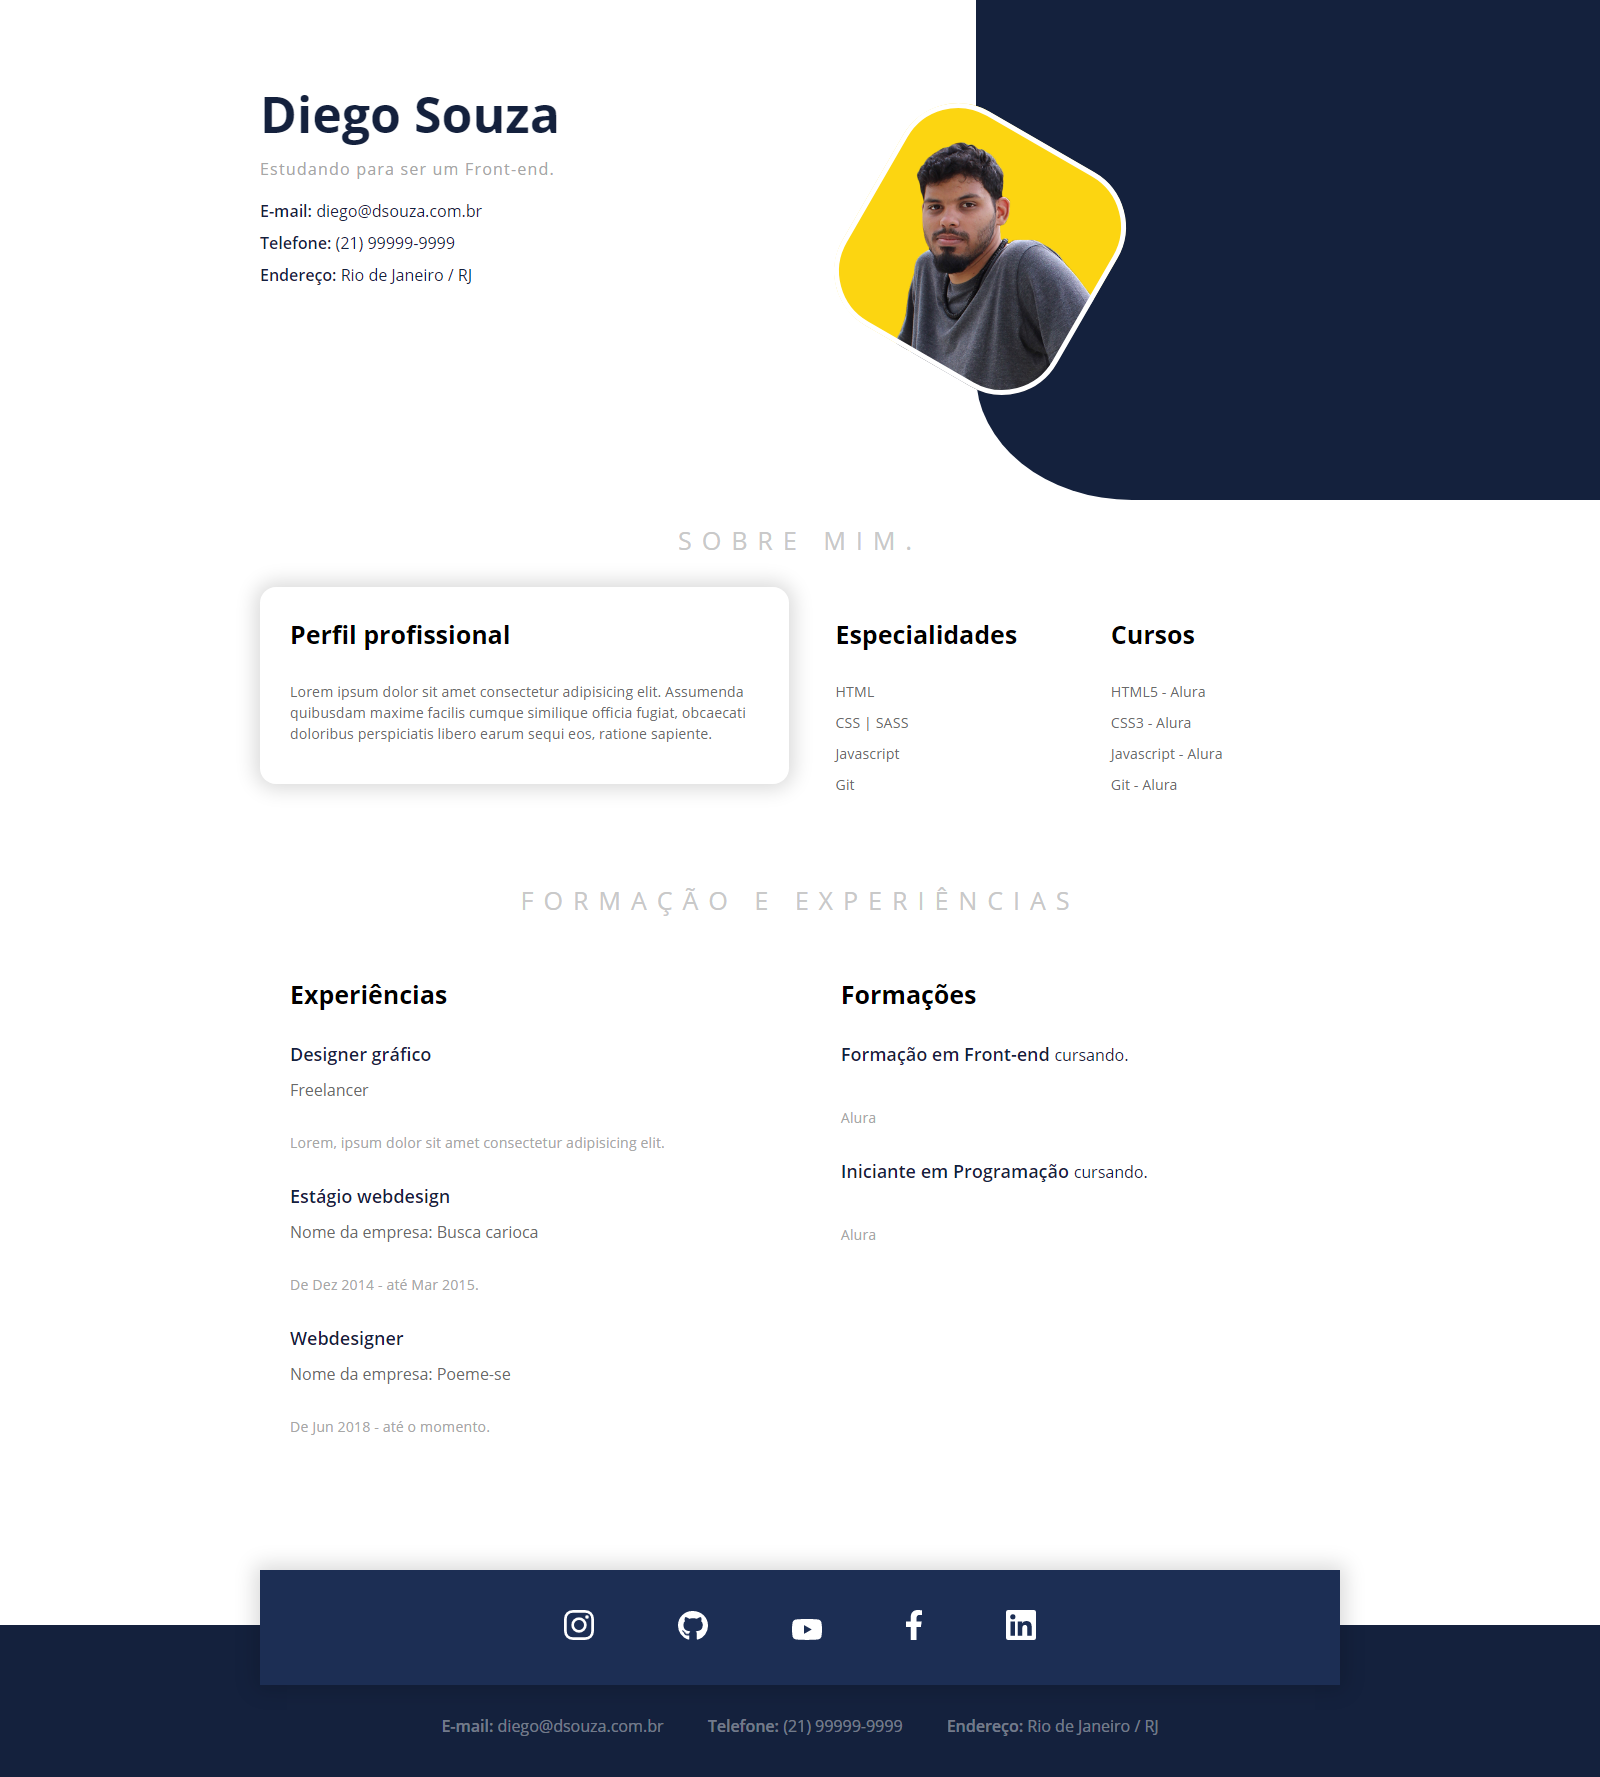 Diego Souza
Estudando para ser um Front-end.
E-mail: diego@dsouza.com.br
Telefone: (21) 99999-9999
Endereço: Rio de Janeiro / RJ
SOBRE MIM.
Perfil profissional
Lorem ipsum dolor sit amet consectetur adipisicing elit. Assumenda
quibusdam maxime facilis cumque similique officia fugiat, obcaecati
doloribus perspiciatis libero earum sequi eos, ratione sapiente.
Especialidades
HTML
CSS | SASS
Javascript
Git
Cursos
HTML5 - Alura
CSS3 - Alura
Javascript - Alura
Git - Alura
FORMAÇÃO E EXPERIÊNCIAS
Experiências
Designer gráfico
Freelancer
Lorem, ipsum dolor sit amet consectetur adipisicing elit.
Estágio webdesign
Nome da empresa: Busca carioca
De Dez 2014 - até Mar 2015.
Webdesigner
Nome da empresa: Poeme-se
De Jun 2018 - até o momento.
Formações
Formação em Front-end cursando.
Alura
Iniciante em Programação cursando.
Alura
E-mail: diego@dsouza.com.br
Telefone: (21) 99999-9999
Endereço: Rio de Janeiro / RJ